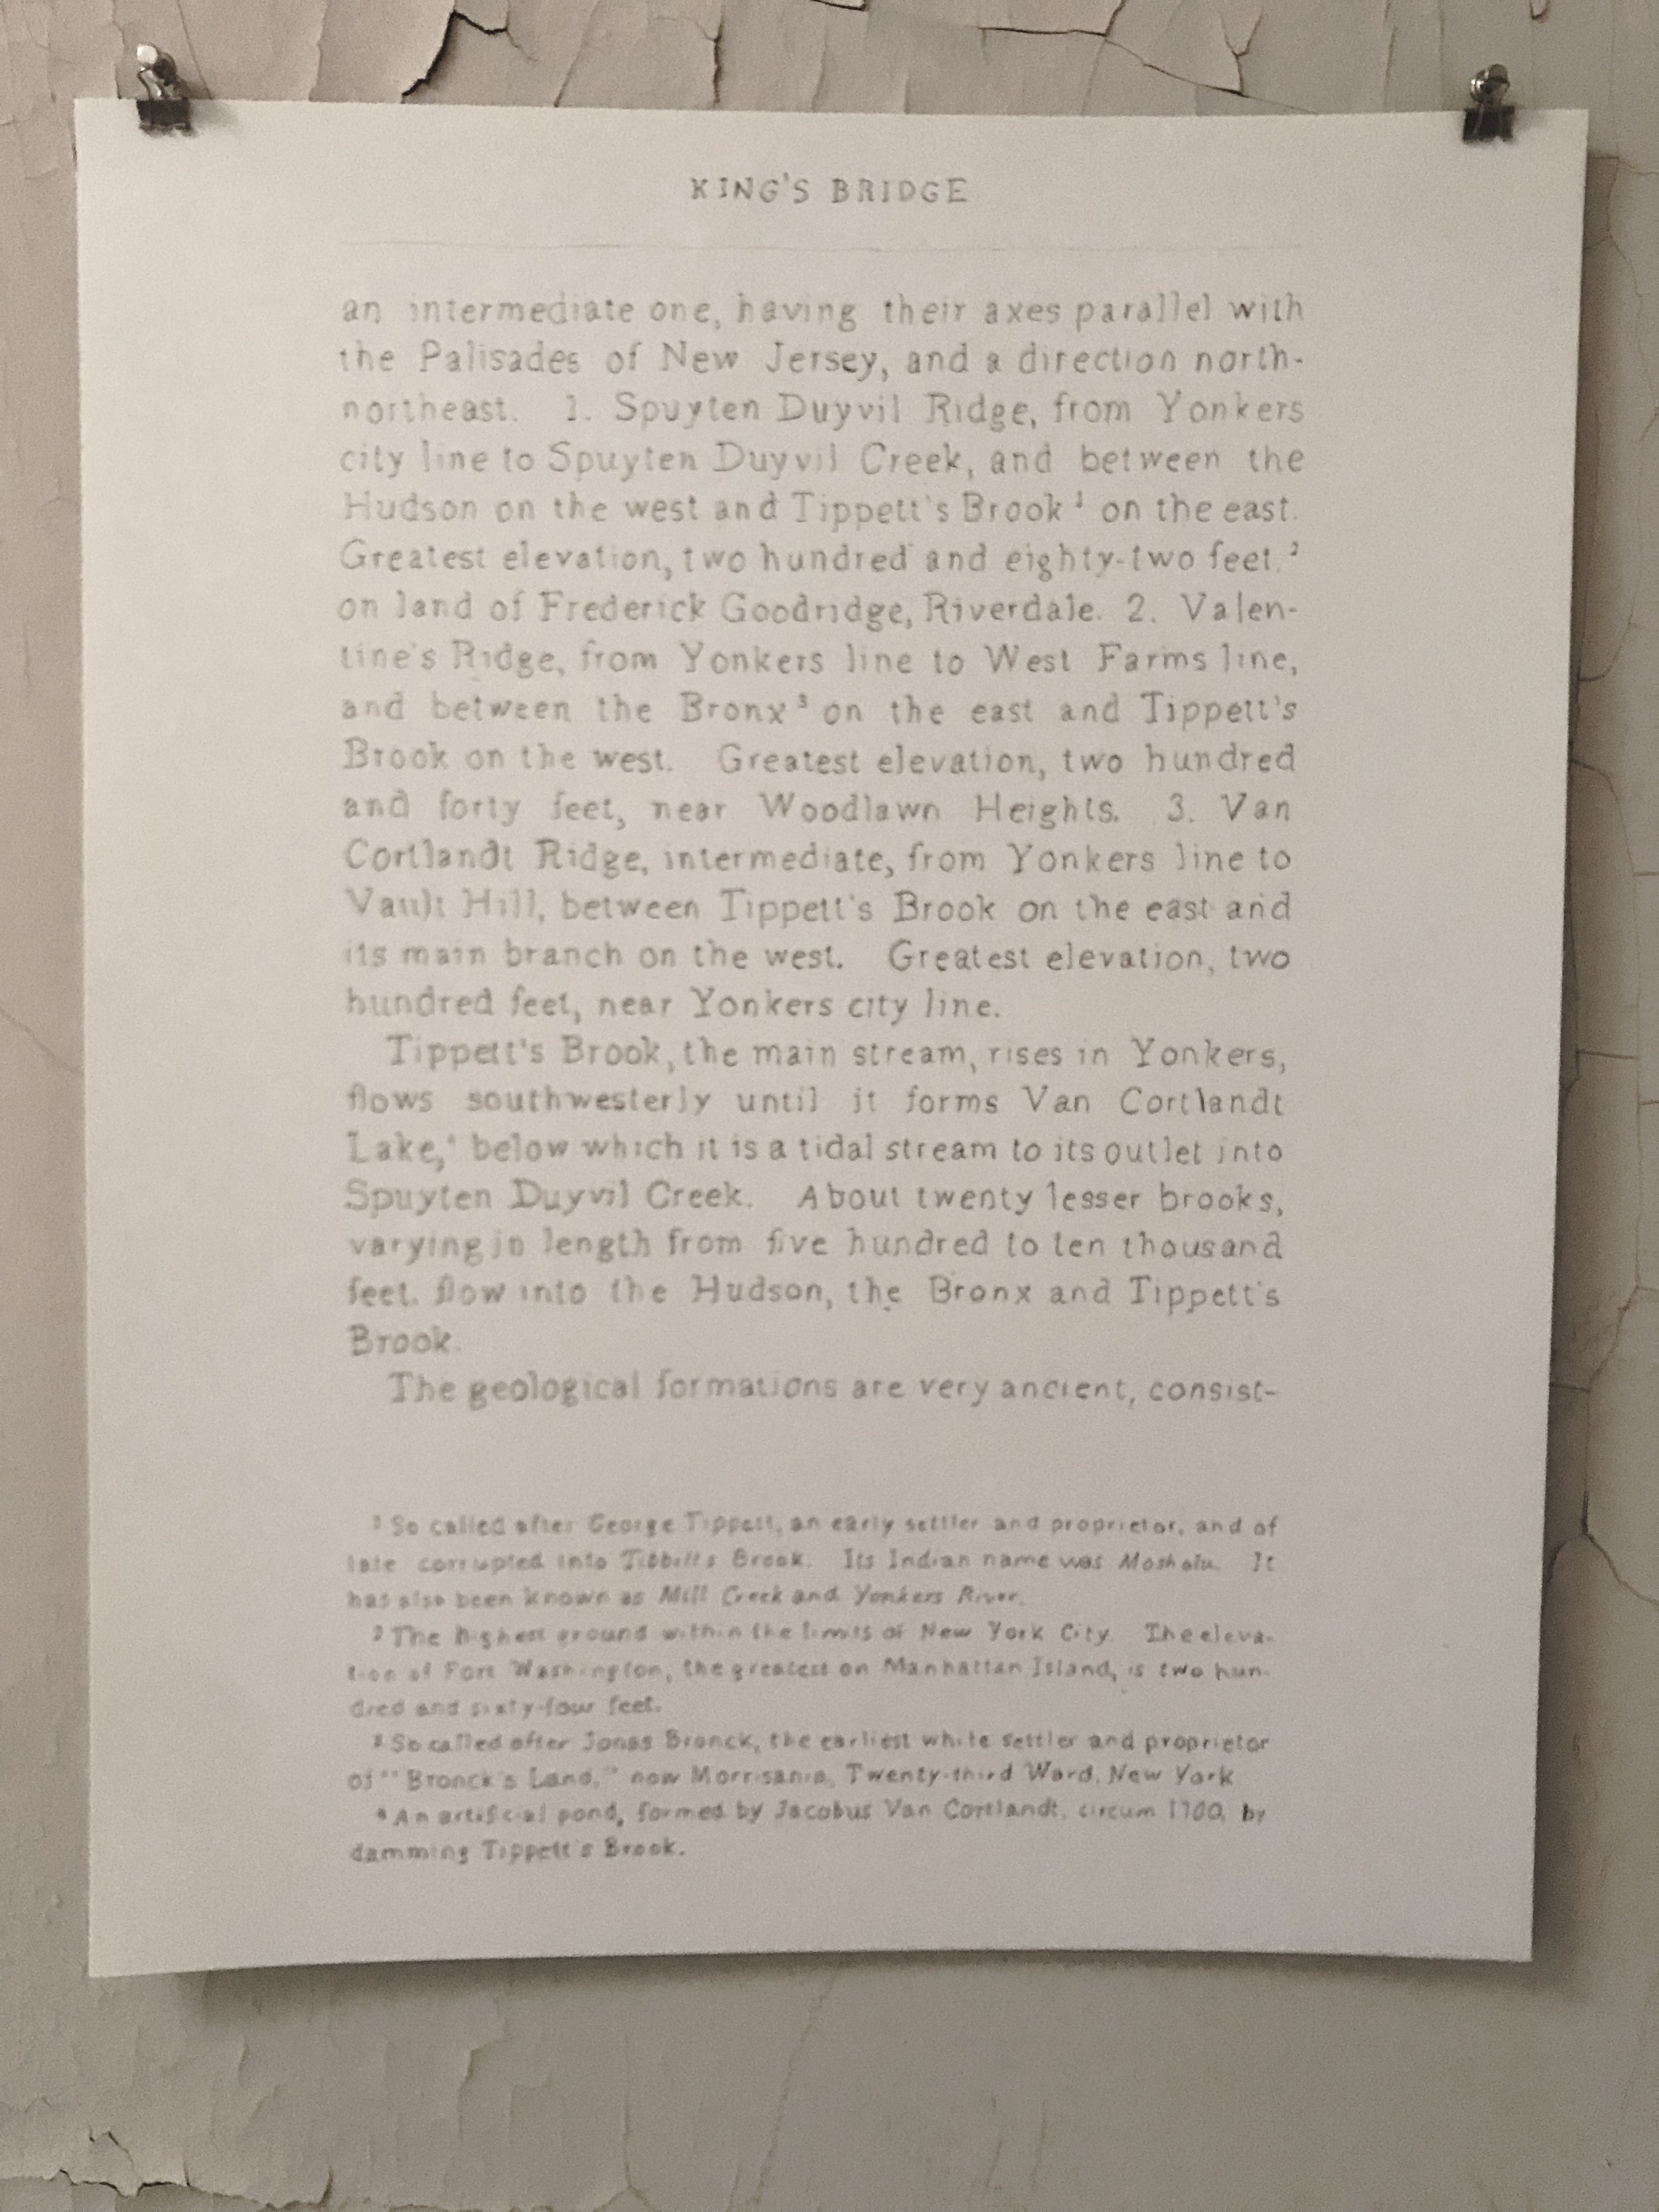 KING'S BRIDGE
an intermediate one, having their axes parallel with
the Palisades of New Jersey, and a direction north-
northeast. 1. Spuyten Duyvil Ridge, from Yonkers
city line to Spuyten Duyvil Creek, and between the
Hudson on the west and Tippett's Brook ¹ on the east.
Greatest elevation, two hundred and eighty-two feet.²
on land of Frederick Goodridge, Riverdale. 2. Valen-
tine's Ridge, from Yonkers line to West Farms line,
and between the Bronx ³ on the east and Tippett's
Brook on the west. Greatest elevation, two hundred
and forty feet, near Woodlawn Heights. 3. Van
Cortlandt Ridge, intermediate, from Yonkers line to
Vault Hill, between Tippett's Brook on the east and
its main branch on the west. Greatest elevation, two
hundred feet, near Yonkers city line.
Tippett's Brook, the main stream, rises in Yonkers,
flows southwesterly until it forms Van Cortlandt
Lake,⁴ below which it is a tidal stream to its outlet into
Spuyten Duyvil Creek. About twenty lesser brooks,
varying in length from five hundred to ten thousand
feet. flow into the Hudson, the Bronx and Tippett's
Brook.
The geological formations are very ancient, consist-
¹ So called after George Tippett, an early settler and proprietor, and of
late corrupted into Tibbitts Brook. Its Indian name was Mosholu. It
has also been known as Mill Creek and Yonkers River.
² The highest ground within the limits of New York City. The eleva-
tion of Fort Washington, the greatest on Manhattan Island, is two hun-
dred and sixty-four feet.
³ So called after Jonas Bronck, the earliest white settler and proprietor
of "Bronck's Land," now Morrisania, Twenty-third Ward, New York
⁴ An artificial pond, formed by Jacobus Van Cortlandt, circum 1700, by
damming Tippett's Brook.